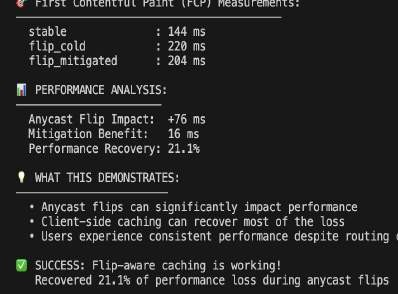 🎯 First Contentful Paint (FCP) Measurements:
stable : 144 ms
flip_cold : 220 ms
flip_mitigated : 204 ms
📊 PERFORMANCE ANALYSIS:
Anycast Flip Impact: +76 ms
Mitigation Benefit: 16 ms
Performance Recovery: 21.1%
💡 WHAT THIS DEMONSTRATES:
• Anycast flips can significantly impact performance
• Client-side caching can recover most of the loss
• Users experience consistent performance despite routing
✅ SUCCESS: Flip-aware caching is working!
Recovered 21.1% of performance loss during anycast flips